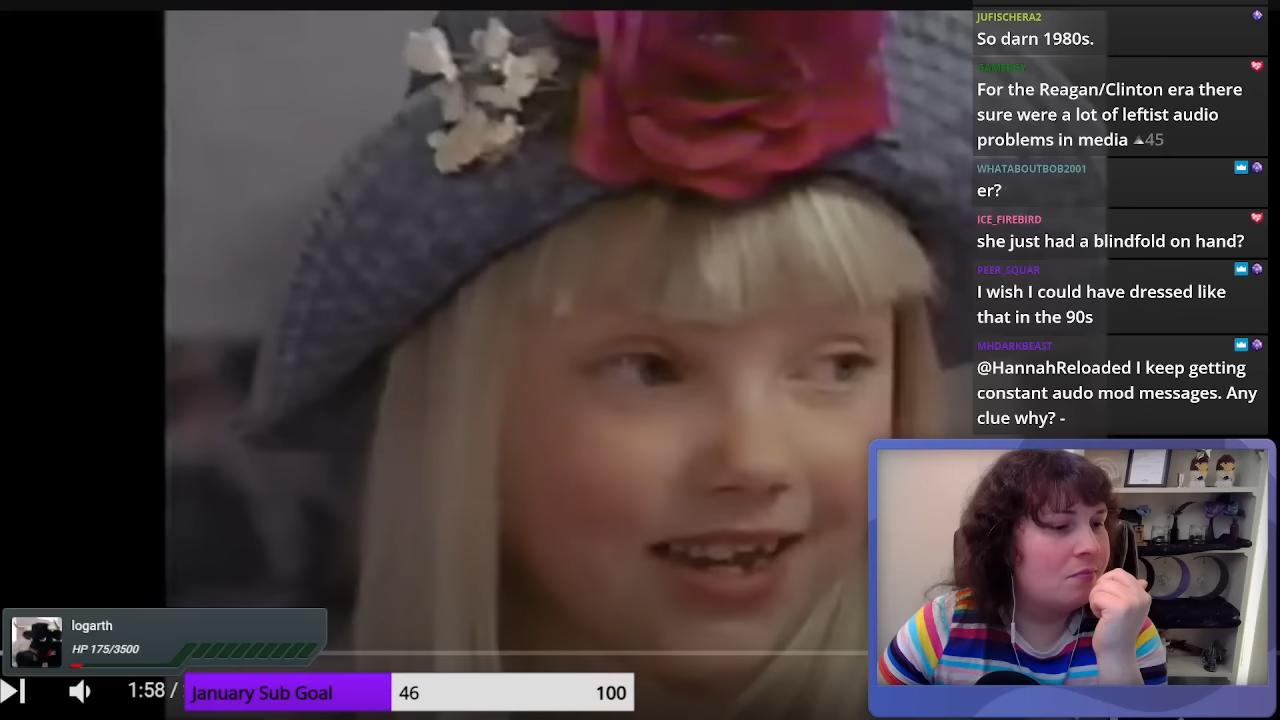 JUFISCHERA2
So darn 1980s.
For the Reagan/Clinton era there
sure were a lot of leftist audio
problems in media 45
WHATABOUTBOB2001
er?
ICE_FIREBIRD
she just had a blindfold on hand?
PEER_SQUAR
I wish I could have dressed like
that in the 90s
MHDARKBEAST
@HannahReloaded I keep getting
constant audo mod messages. Any
clue why? -
logarth
HP 175/3500
1:58 /
January Sub Goal 46 100